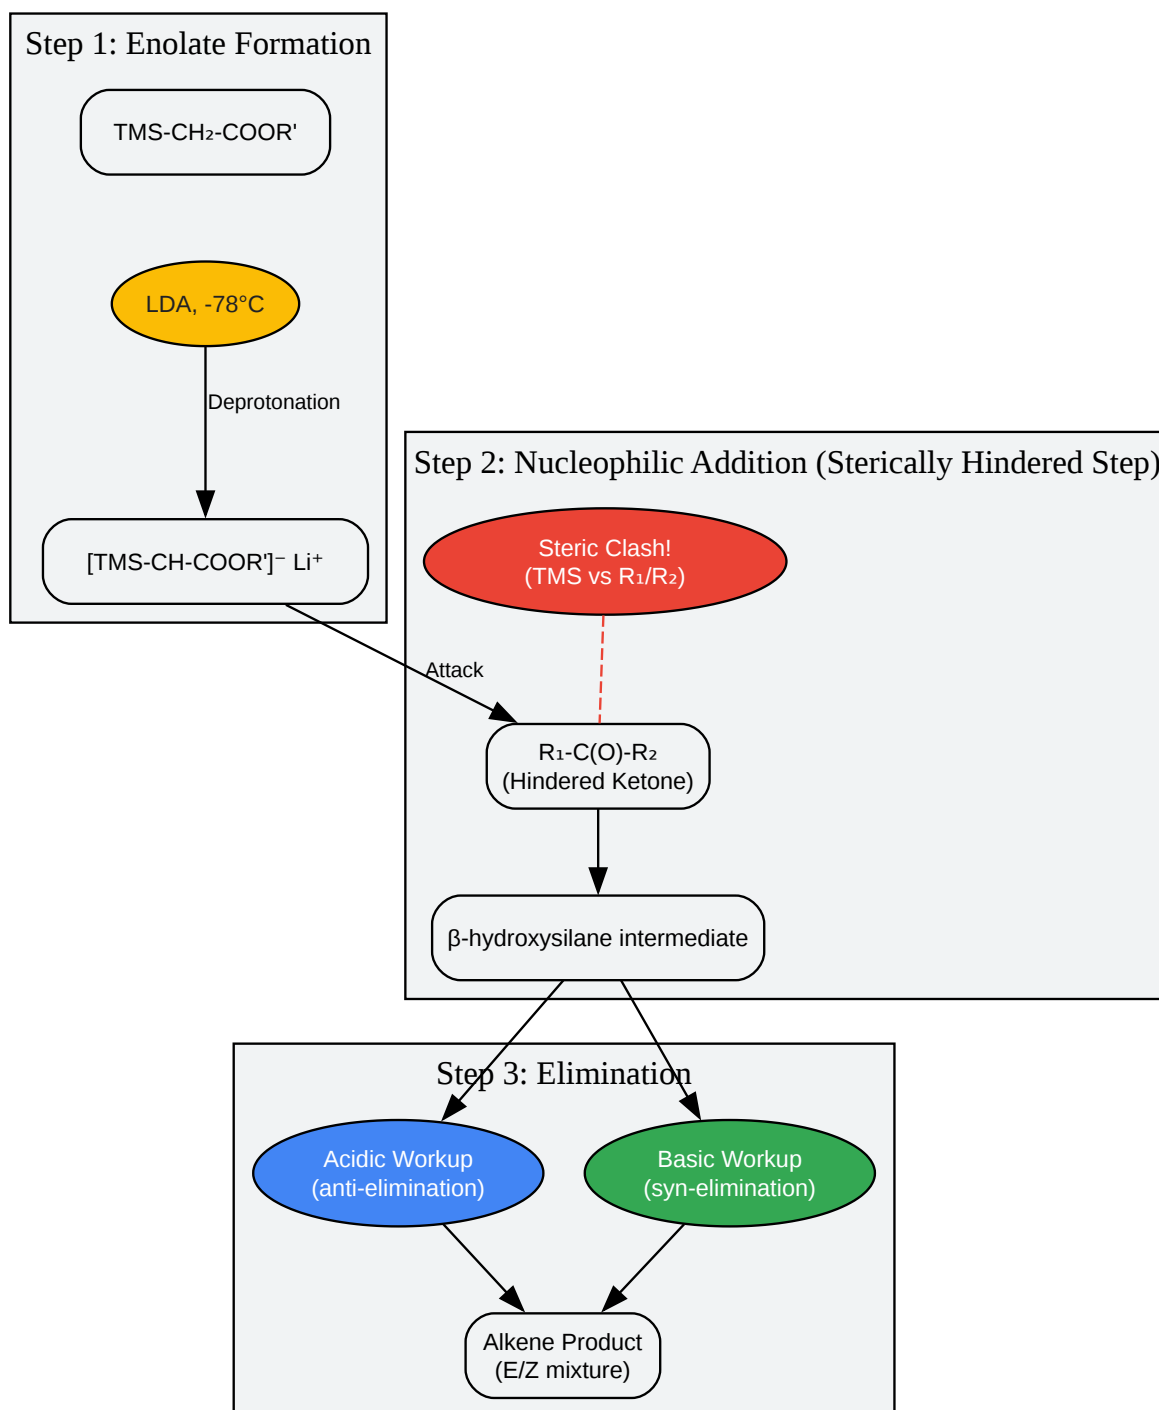 Step 1: Enolate Formation
TMS-CH₂-COOR'
LDA, -78°C
Deprotonation
[TMS-CH-COOR']⁻ Li⁺
Step 2: Nucleophilic Addition (Sterically Hindered Step)
Steric Clash!
(TMS vs R₁/R₂)
Attack
R₁-C(O)-R₂
(Hindered Ketone)
β-hydroxysilane intermediate
Step 3: Elimination
Acidic Workup
(anti-elimination)
Basic Workup
(syn-elimination)
Alkene Product
(E/Z mixture)